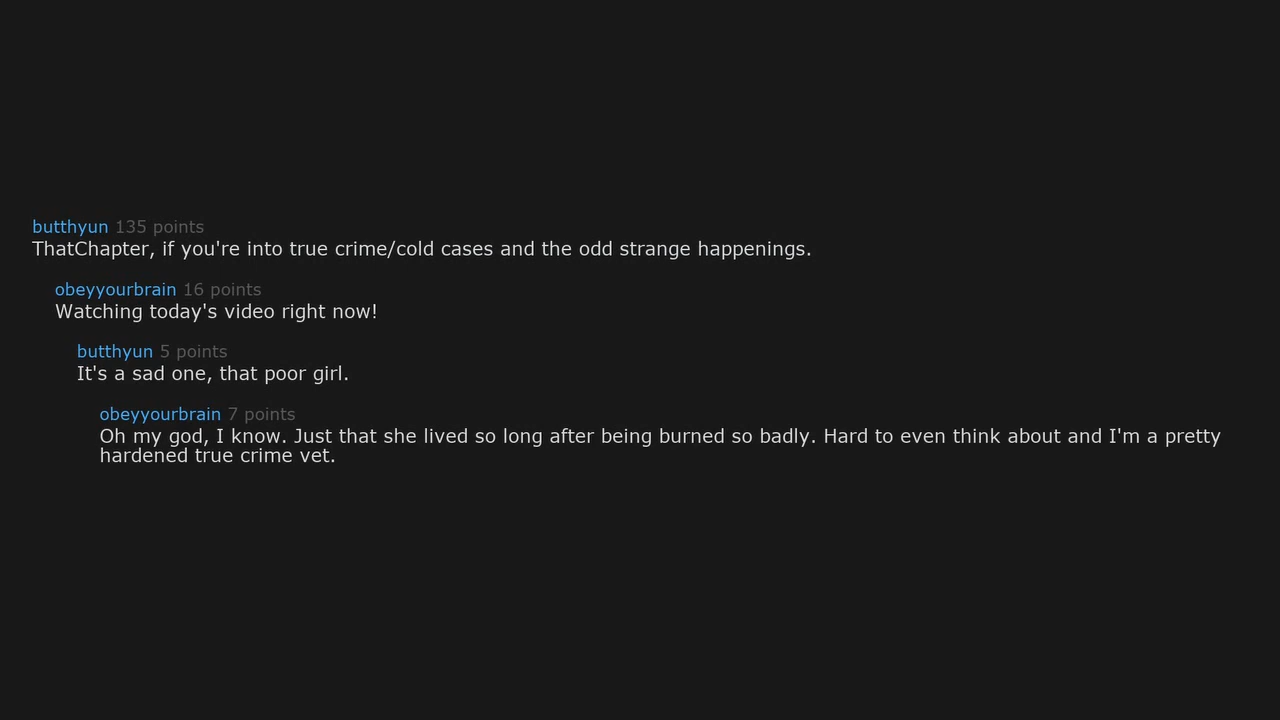 butthyun 135 points
ThatChapter, if you're into true crime/cold cases and the odd strange happenings.
obeyyourbrain 16 points
Watching today's video right now!
butthyun 5 points
It's a sad one, that poor girl.
obeyyourbrain 7 points
Oh my god, I know. Just that she lived so long after being burned so badly. Hard to even think about and I'm a pretty
hardened true crime vet.